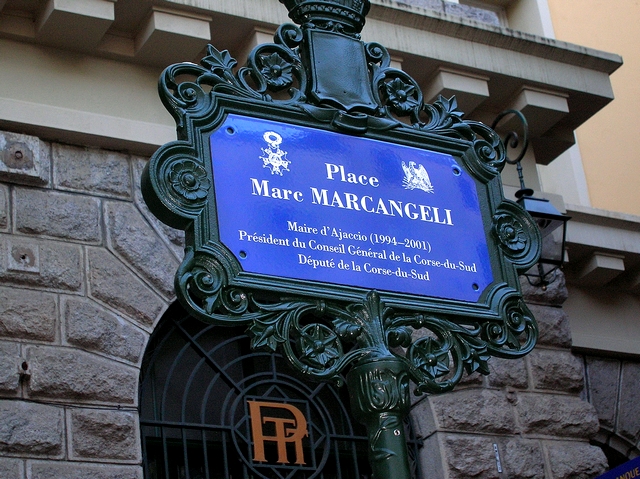 Place
Marc MARCANGELI
Maire d'Ajaccio (1994–2001)
Président du Conseil Général de la Corse-du-Sud
Député de la Corse-du-Sud